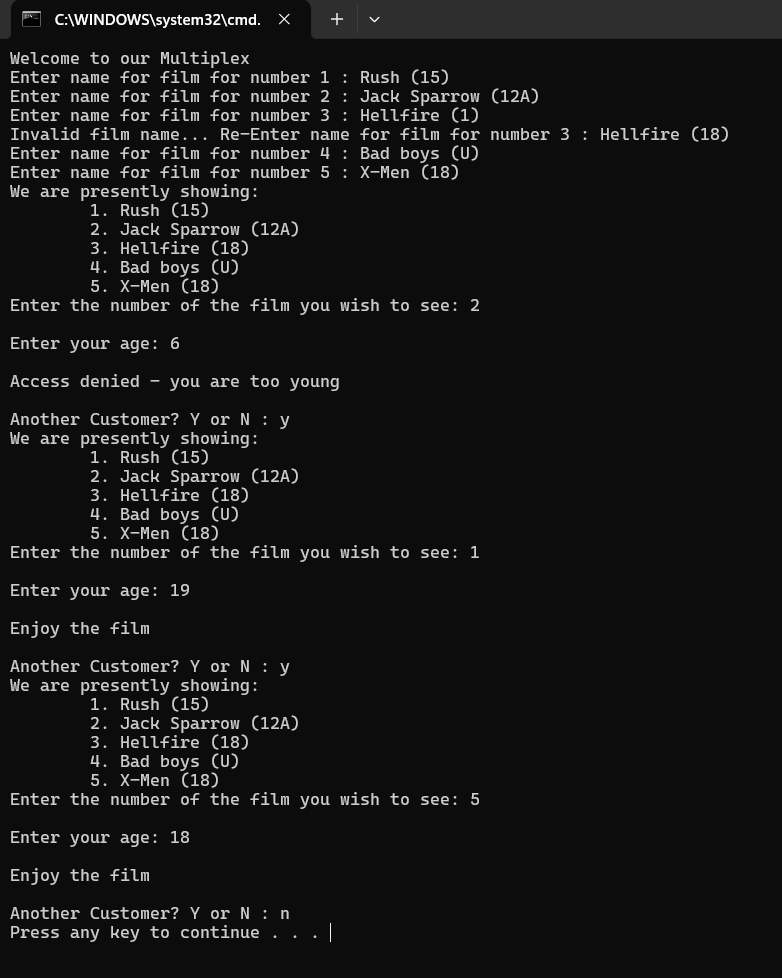 C:\WINDOWS\system32\cmd.
Welcome to our Multiplex
Enter name for film for number 1 : Rush (15)
Enter name for film for number 2 : Jack Sparrow (12A)
Enter name for film for number 3 : Hellfire (1)
Invalid film name... Re-Enter name for film for number 3 : Hellfire (18)
Enter name for film for number 4 : Bad boys (U)
Enter name for film for number 5 : X-Men (18)
We are presently showing:
        1. Rush (15)
        2. Jack Sparrow (12A)
        3. Hellfire (18)
        4. Bad boys (U)
        5. X-Men (18)
Enter the number of the film you wish to see: 2

Enter your age: 6

Access denied - you are too young

Another Customer? Y or N : y
We are presently showing:
        1. Rush (15)
        2. Jack Sparrow (12A)
        3. Hellfire (18)
        4. Bad boys (U)
        5. X-Men (18)
Enter the number of the film you wish to see: 1

Enter your age: 19

Enjoy the film

Another Customer? Y or N : y
We are presently showing:
        1. Rush (15)
        2. Jack Sparrow (12A)
        3. Hellfire (18)
        4. Bad boys (U)
        5. X-Men (18)
Enter the number of the film you wish to see: 5

Enter your age: 18

Enjoy the film

Another Customer? Y or N : n
Press any key to continue . . .